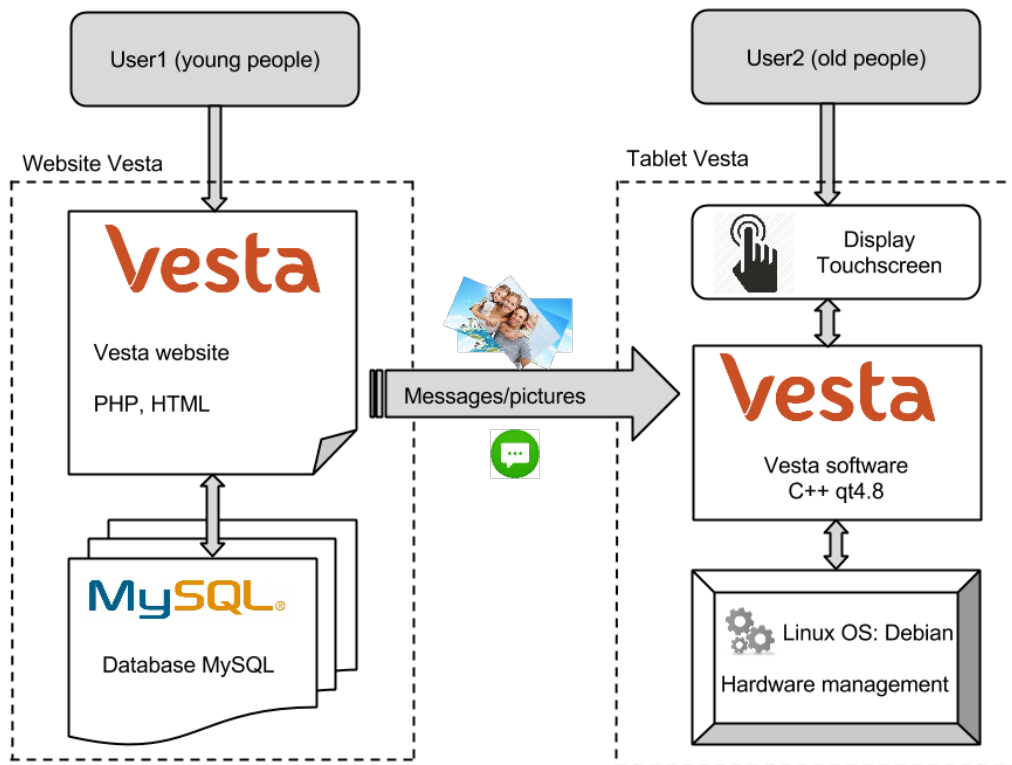 User1 (young people)
User2 (old people)
Website Vesta
Tablet Vesta
Vesta
Vesta website
PHP, HTML
Messages/pictures
Display
Touchscreen
Vesta
Vesta software
C++ qt4.8
MySQL®
Database MySQL
Linux OS: Debian
Hardware management